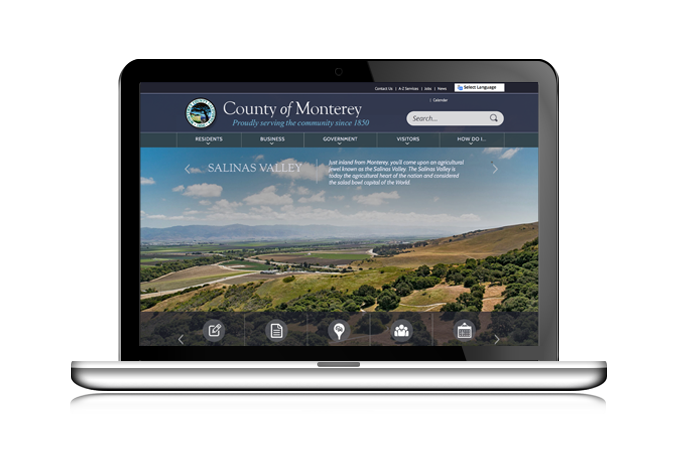 Contact Us | A-Z Services | Jobs | News
Select Language
| Calendar
County of Monterey
Proudly serving the community since 1850
Search...
RESIDENTS
BUSINESS
GOVERNMENT
VISITORS
HOW DO I...
SALINAS VALLEY
Just inland from Monterey, you'll come upon an agricultural
jewel known as the Salinas Valley. The Salinas Valley is
today the agricultural heart of the nation and considered
the salad bowl capital of the World.